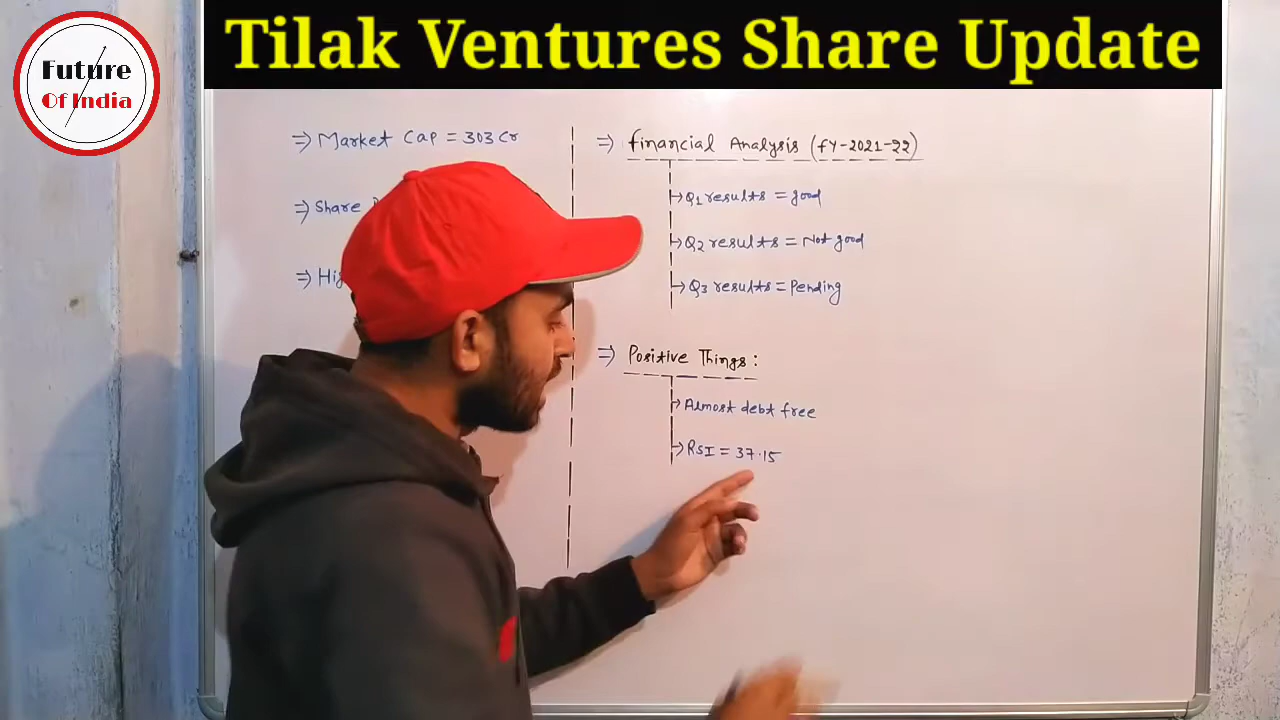 Tilak Ventures Share Update
Future
Of India
⇒ Market Cap = 303 Cr
⇒ Share
⇒
⇒ Financial Analysis (FY-2021-22)
→ Q1 results = good
→ Q2 results = Not good
→ Q3 results = Pending
⇒ Positive Things:
→ Almost debt free
→ RSI = 37.15